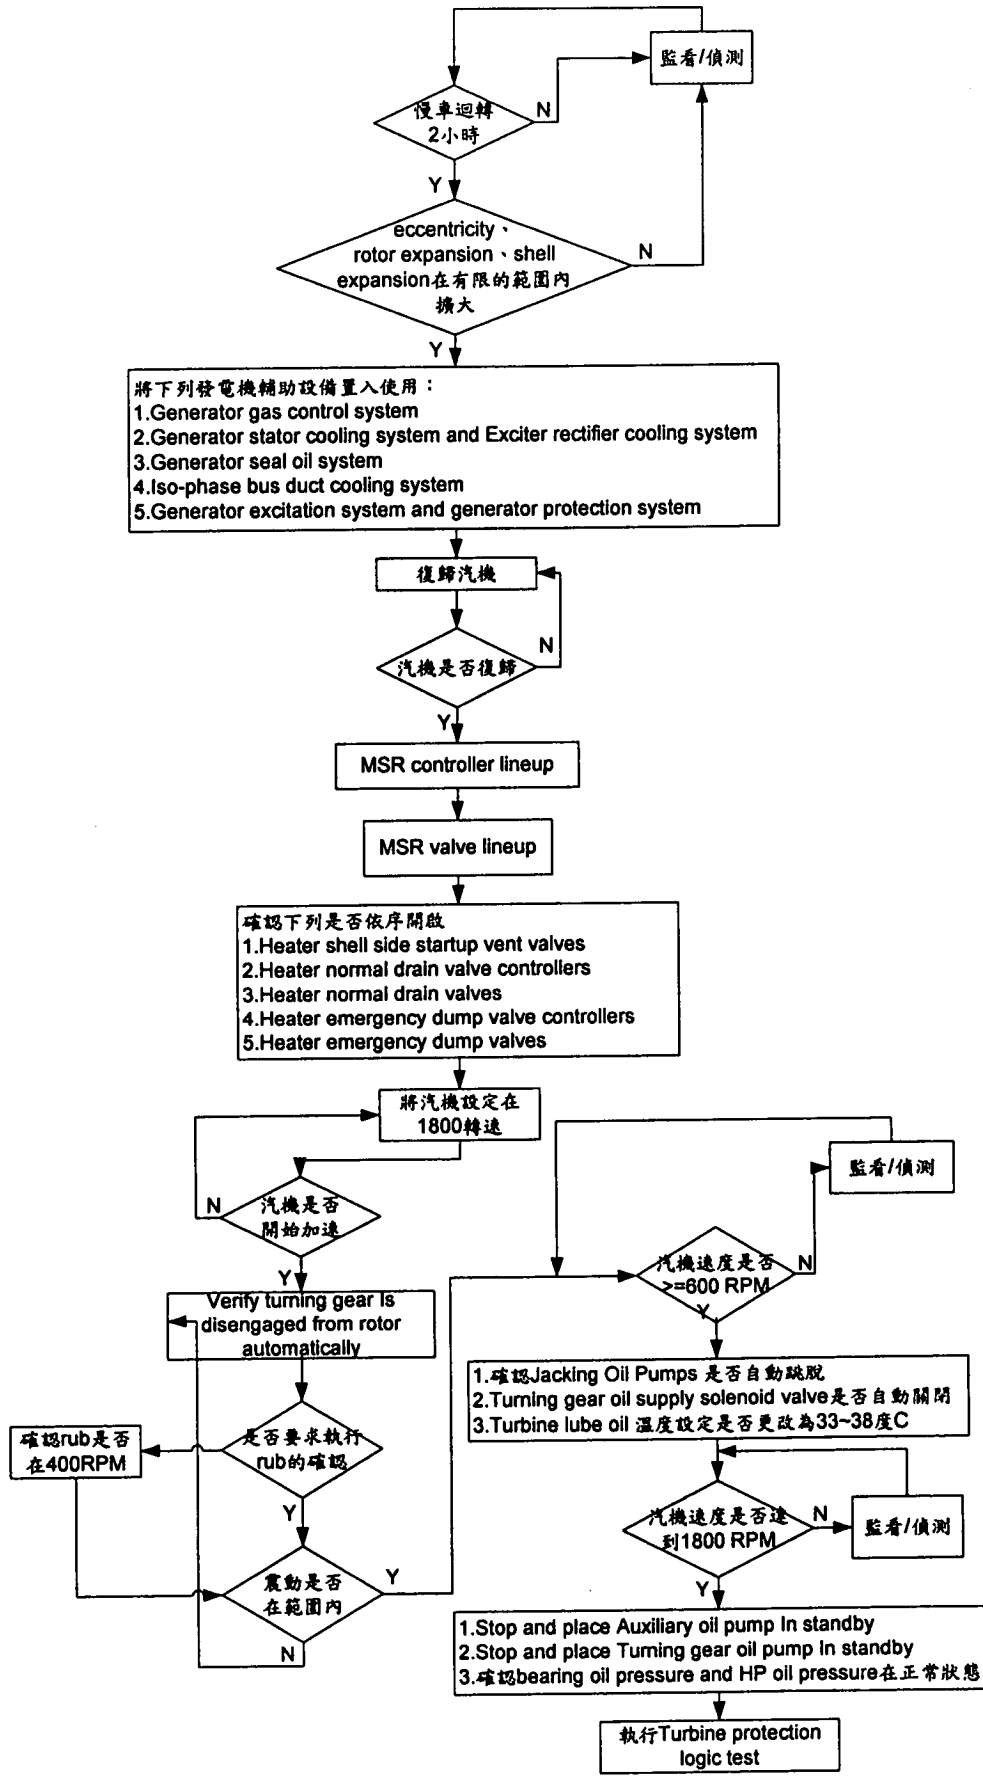 監看/偵測
慢車迴轉
2小時
N
Y
eccentricity、
rotor expansion、shell
expansion在有限的範圍內
擴大
N
Y
將下列發電機輔助設備置入使用：
1.Generator gas control system
2.Generator stator cooling system and Exciter rectifier cooling system
3.Generator seal oil system
4.Iso-phase bus duct cooling system
5.Generator excitation system and generator protection system
復歸汽機
汽機是否復歸
N
Y
MSR controller lineup
MSR valve lineup
確認下列是否依序開啟
1.Heater shell side startup vent valves
2.Heater normal drain valve controllers
3.Heater normal drain valves
4.Heater emergency dump valve controllers
5.Heater emergency dump valves
將汽機設定在
1800轉速
汽機是否
開始加速
N
Y
Verify turning gear is
disengaged from rotor
automatically
是否要求執行
rub的確認
確認rub是否
在400RPM
Y
震動是否
在範圍內
Y
N
監看/偵測
汽機速度是否
>=600 RPM
N
Y
1.確認Jacking Oil Pumps 是否自動跳脫
2.Turning gear oil supply solenoid valve是否自動關閉
3.Turbine lube oil 溫度設定是否更改為33~38度C
汽機速度是否達
到1800 RPM
N
監看/偵測
Y
1.Stop and place Auxiliary oil pump In standby
2.Stop and place Turning gear oil pump In standby
3.確認bearing oil pressure and HP oil pressure在正常狀態
執行Turbine protection
logic test